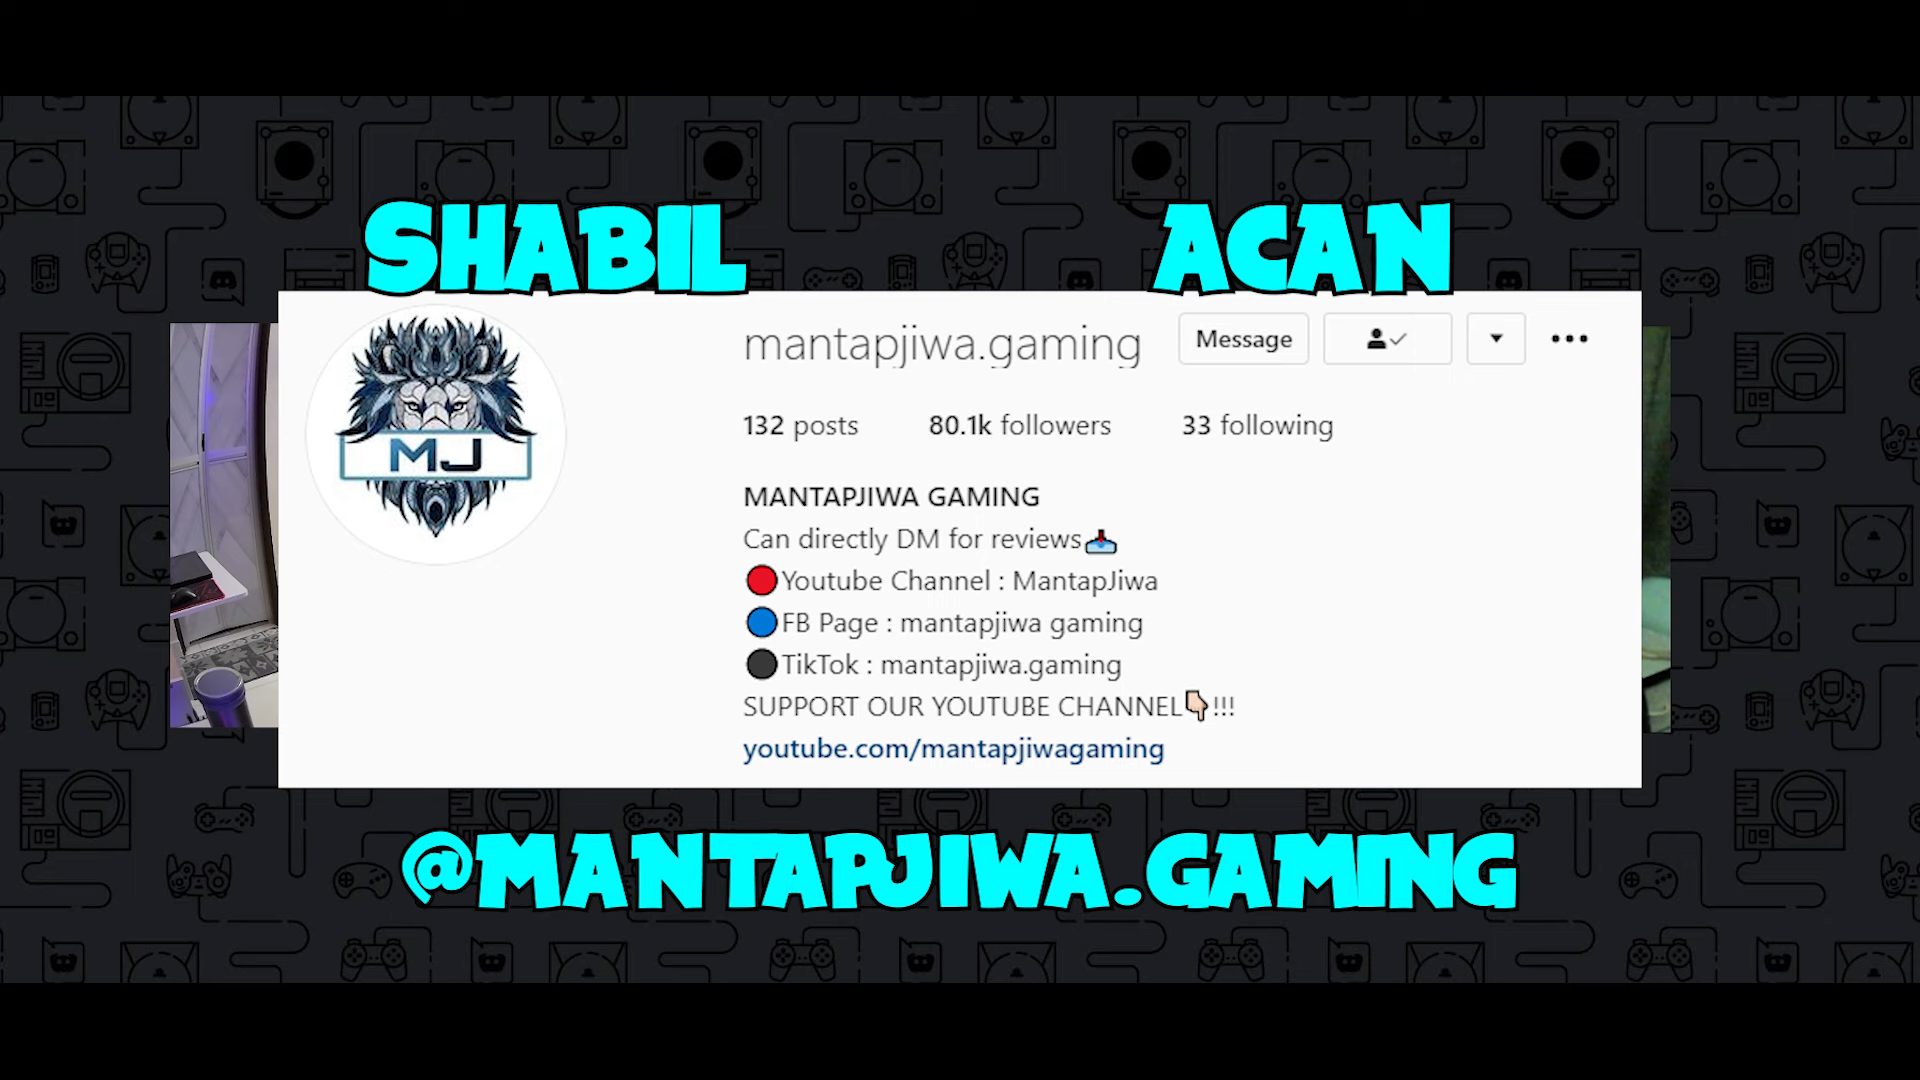 SHABIL ACAN
mantapjiwa.gaming Message
132 posts 80.1k followers 33 following
MJ
MANTAPJIWA GAMING
Can directly DM for reviews
Youtube Channel : MantapJiwa
FB Page : mantapjiwa gaming
TikTok : mantapjiwa.gaming
SUPPORT OUR YOUTUBE CHANNEL👇!!!
youtube.com/mantapjiwagaming
@MANTAPJIWA.GAMING